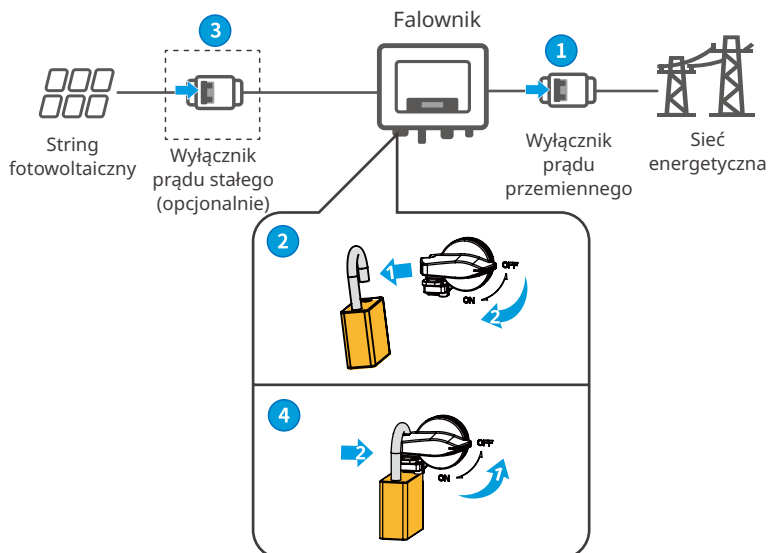 Falownik
3
1
String
fotowoltaiczny
Wyłącznik
prądu stałego
(opcjonalnie)
Wyłącznik
prądu
przemiennego
Sieć
energetyczna
2
1
OFF
ON
2
4
2
OFF
ON
1